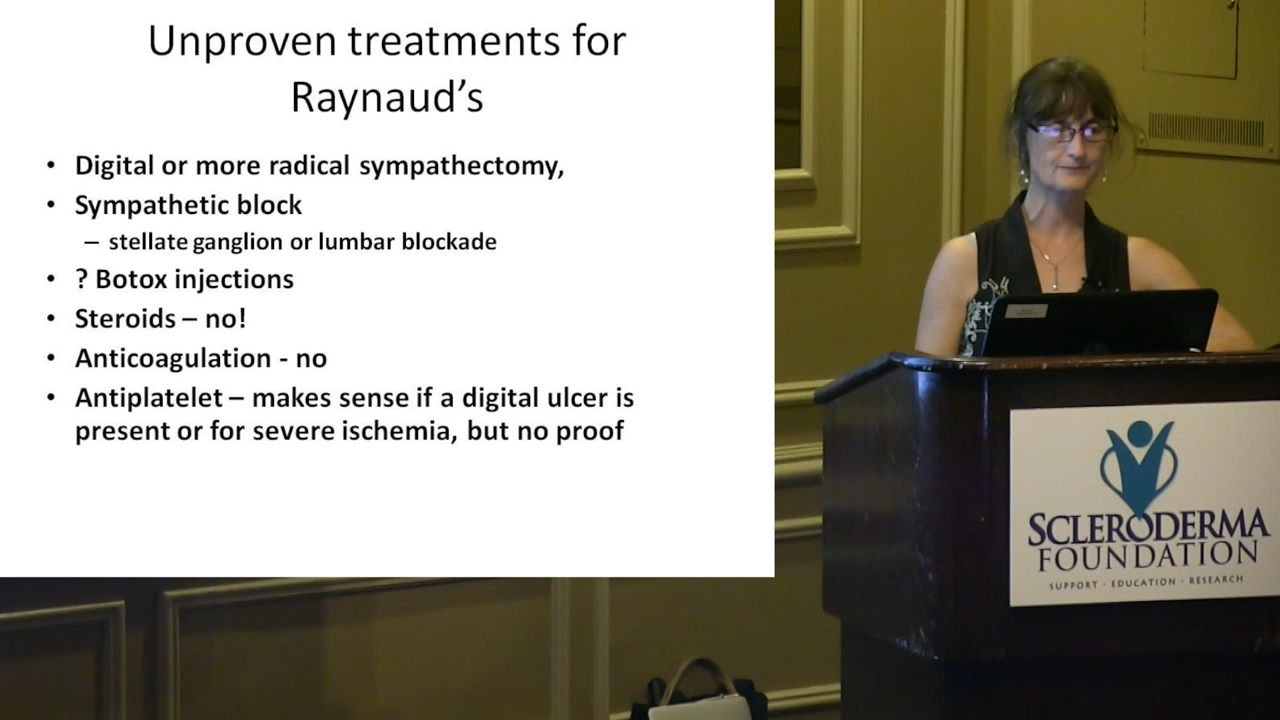 Unproven treatments for
Raynaud's
• Digital or more radical sympathectomy,
• Sympathetic block
– stellate ganglion or lumbar blockade
• ? Botox injections
• Steroids – no!
• Anticoagulation - no
• Antiplatelet – makes sense if a digital ulcer is
present or for severe ischemia, but no proof
SCLERODERMA
FOUNDATION
SUPPORT · EDUCATION · RESEARCH